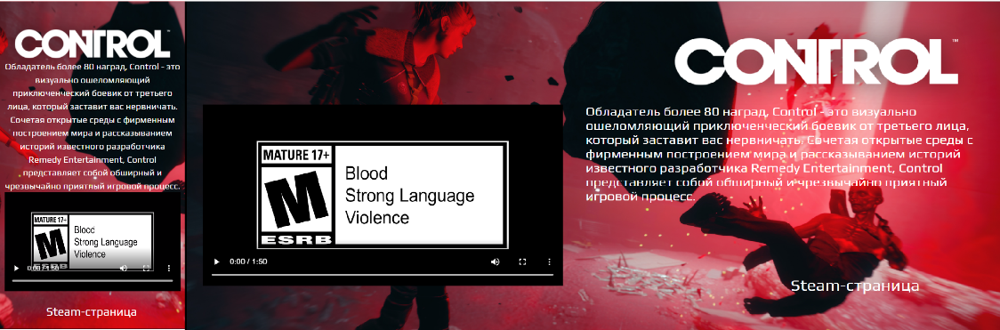 CONTROL
Обладатель более 80 наград, Control - это
визуально ошеломляющий
приключенческий боевик от третьего
лица, который заставит вас нервничать.
Сочетая открытые среды с фирменным
построением мира и рассказыванием
историй известного разработчика
Remedy Entertainment, Control
представляет собой обширный и
чрезвычайно приятный игровой процесс.
MATURE 17+
M
ESRB
Blood
Strong Language
Violence
0:00 / 1:50
Steam-страница
MATURE 17+
M
ESRB
Blood
Strong Language
Violence
0:00 / 1:50
CONTROL
Обладатель более 80 наград, Control - это визуально
ошеломляющий приключенческий боевик от третьего лица,
который заставит вас нервничать. Сочетая открытые среды с
фирменным построением мира и рассказыванием историй
известного разработчика Remedy Entertainment, Control
представляет собой обширный и чрезвычайно приятный
игровой процесс.
Steam-страница